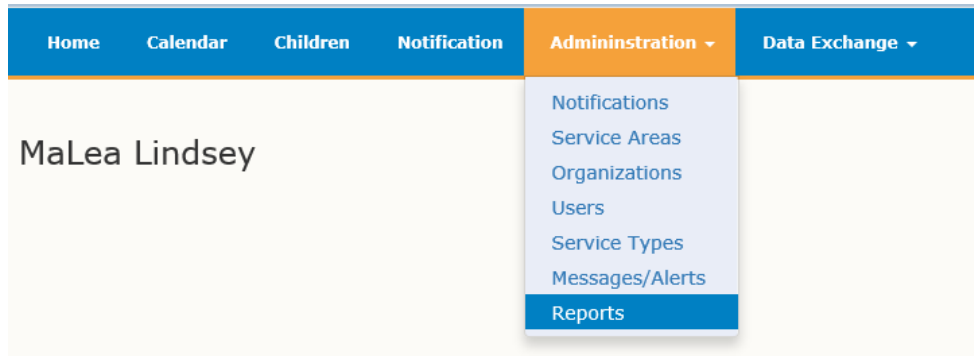 Home Calendar Children Notification Admininstration Data Exchange
MaLea Lindsey
Notifications
Service Areas
Organizations
Users
Service Types
Messages/Alerts
Reports